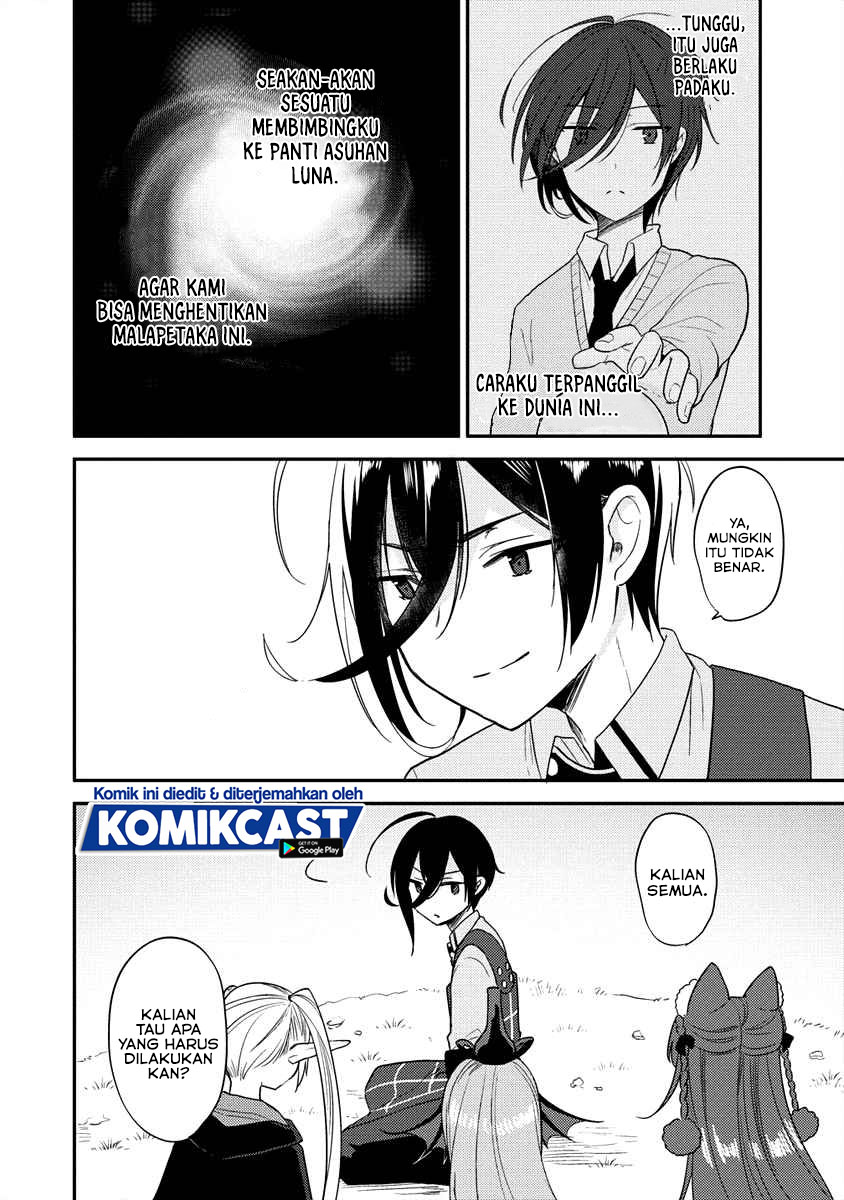 ...TUNGGU,
ITU JUGA
BERLAKU
PADAKU.
CARAKU TERPANGGIL
KE DUNIA INI...
SEAKAN-AKAN
SESUATU
MEMBIMBINGKU
KE PANTI ASUHAN
LUNA.
AGAR KAMI
BISA MENGHENTIKAN
MALAPETAKA INI.
YA,
MUNGKIN
ITU TIDAK
BENAR.
Komik ini diedit & diterjemahkan oleh
KOMIKCAST
GET IT ON
Google Play
KALIAN
SEMUA.
KALIAN
TAU APA
YANG HARUS
DILAKUKAN
KAN?